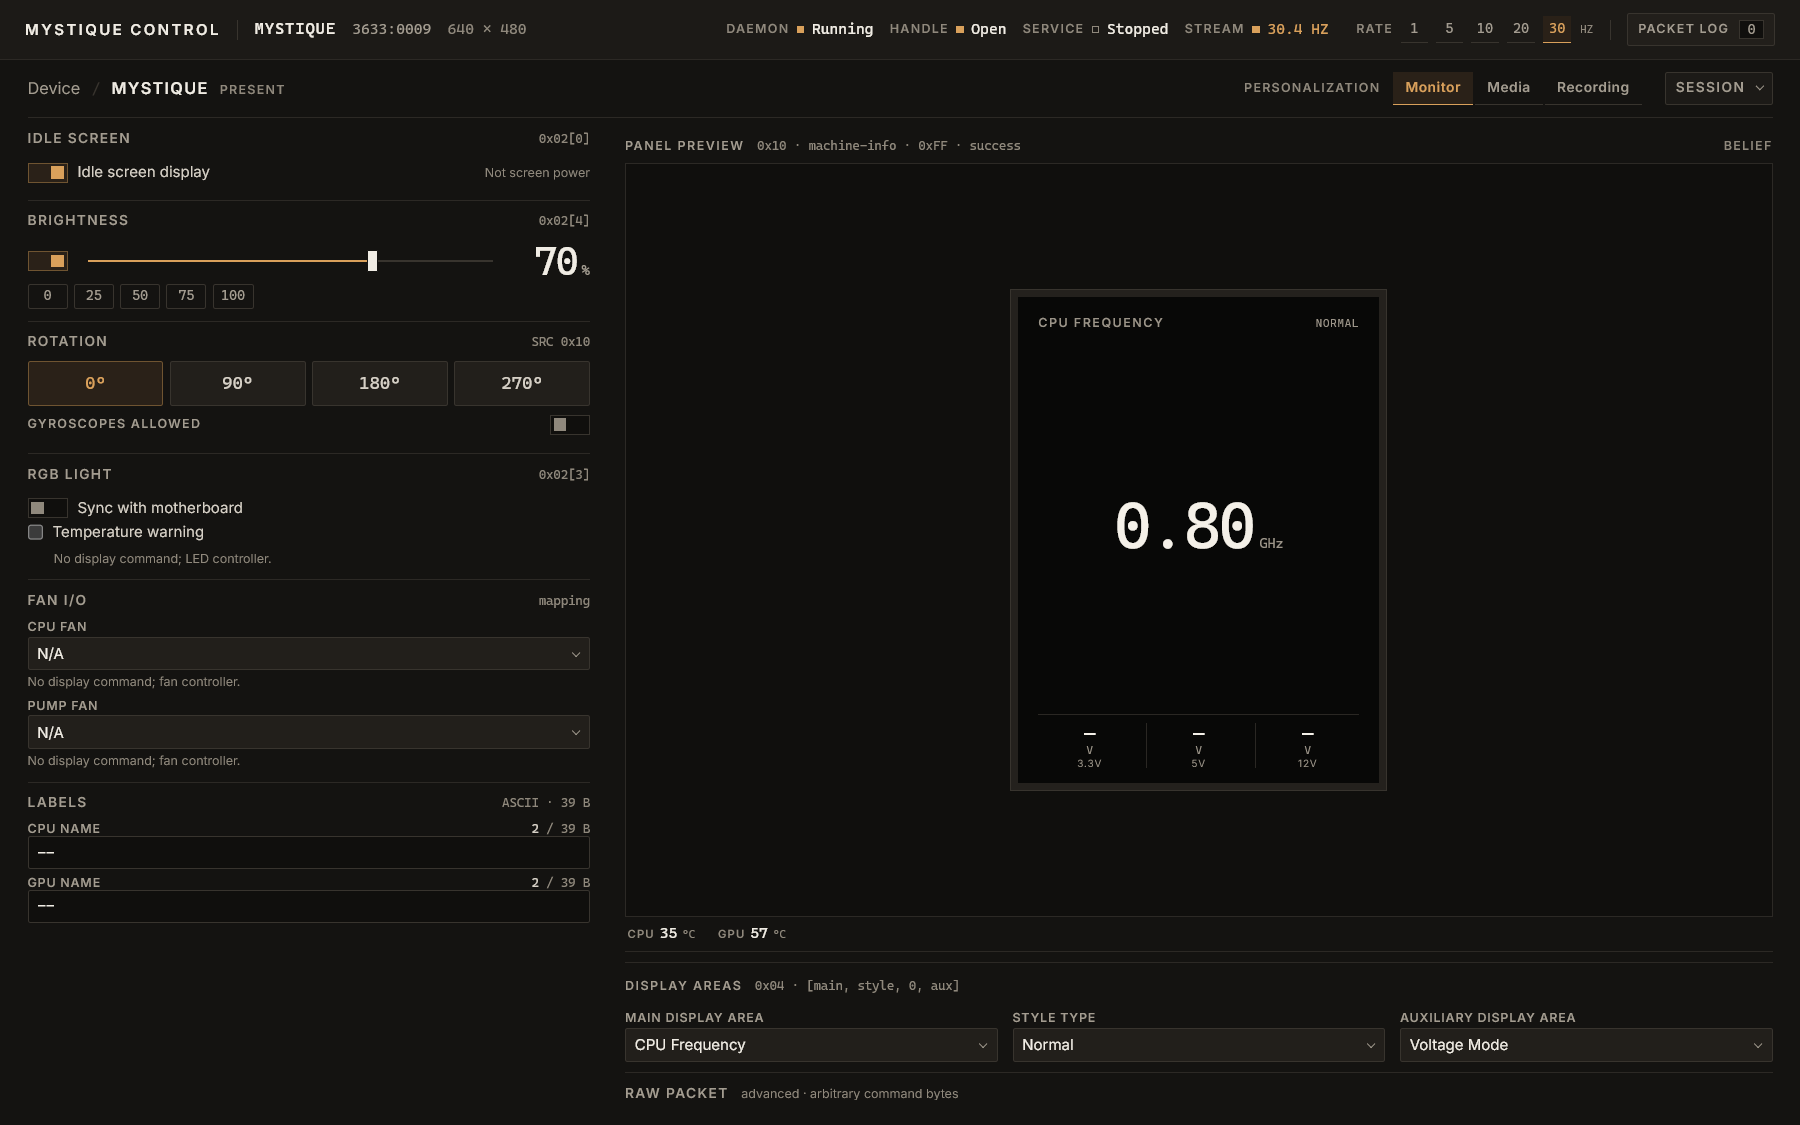 MYSTIQUE CONTROL MYSTIQUE 3633:0009 640 × 480 DAEMON Running HANDLE Open SERVICE Stopped STREAM 30.4 HZ RATE 1 5 10 20 30 HZ PACKET LOG 0
Device / MYSTIQUE PRESENT PERSONALIZATION Monitor Media Recording SESSION
IDLE SCREEN 0x02[0]
Idle screen display Not screen power
BRIGHTNESS 0x02[4]
70 %
0 25 50 75 100
ROTATION SRC 0x10
0° 90° 180° 270°
GYROSCOPES ALLOWED
RGB LIGHT 0x02[3]
Sync with motherboard
Temperature warning
No display command; LED controller.
FAN I/O mapping
CPU FAN
N/A
No display command; fan controller.
PUMP FAN
N/A
No display command; fan controller.
LABELS ASCII · 39 B
CPU NAME 2 / 39 B
--
GPU NAME 2 / 39 B
--
PANEL PREVIEW 0x10 · machine-info · 0xFF · success BELIEF
CPU FREQUENCY NORMAL
0.80 GHz
— — —
V V V
3.3V 5V 12V
CPU 35 °C GPU 57 °C
DISPLAY AREAS 0x04 · [main, style, 0, aux]
MAIN DISPLAY AREA STYLE TYPE AUXILIARY DISPLAY AREA
CPU Frequency Normal Voltage Mode
RAW PACKET advanced · arbitrary command bytes